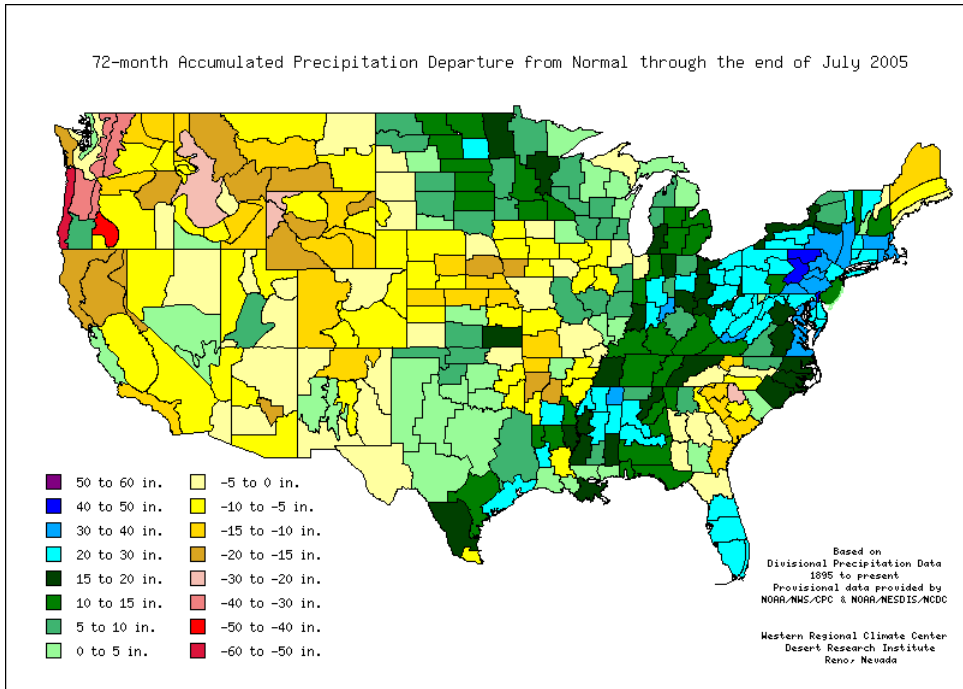 72-month Accumulated Precipitation Departure from Normal through the end of July 2005
50 to 60 in.
40 to 50 in.
30 to 40 in.
20 to 30 in.
15 to 20 in.
10 to 15 in.
5 to 10 in.
0 to 5 in.
-5 to 0 in.
-10 to -5 in.
-15 to -10 in.
-20 to -15 in.
-30 to -20 in.
-40 to -30 in.
-50 to -40 in.
-60 to -50 in.
Based on
Divisional Precipitation Data
1895 to present
Provisional data provided by
NOAA/NWS/CPC & NOAA/NESDIS/NCDC
Western Regional Climate Center
Desert Research Institute
Reno, Nevada